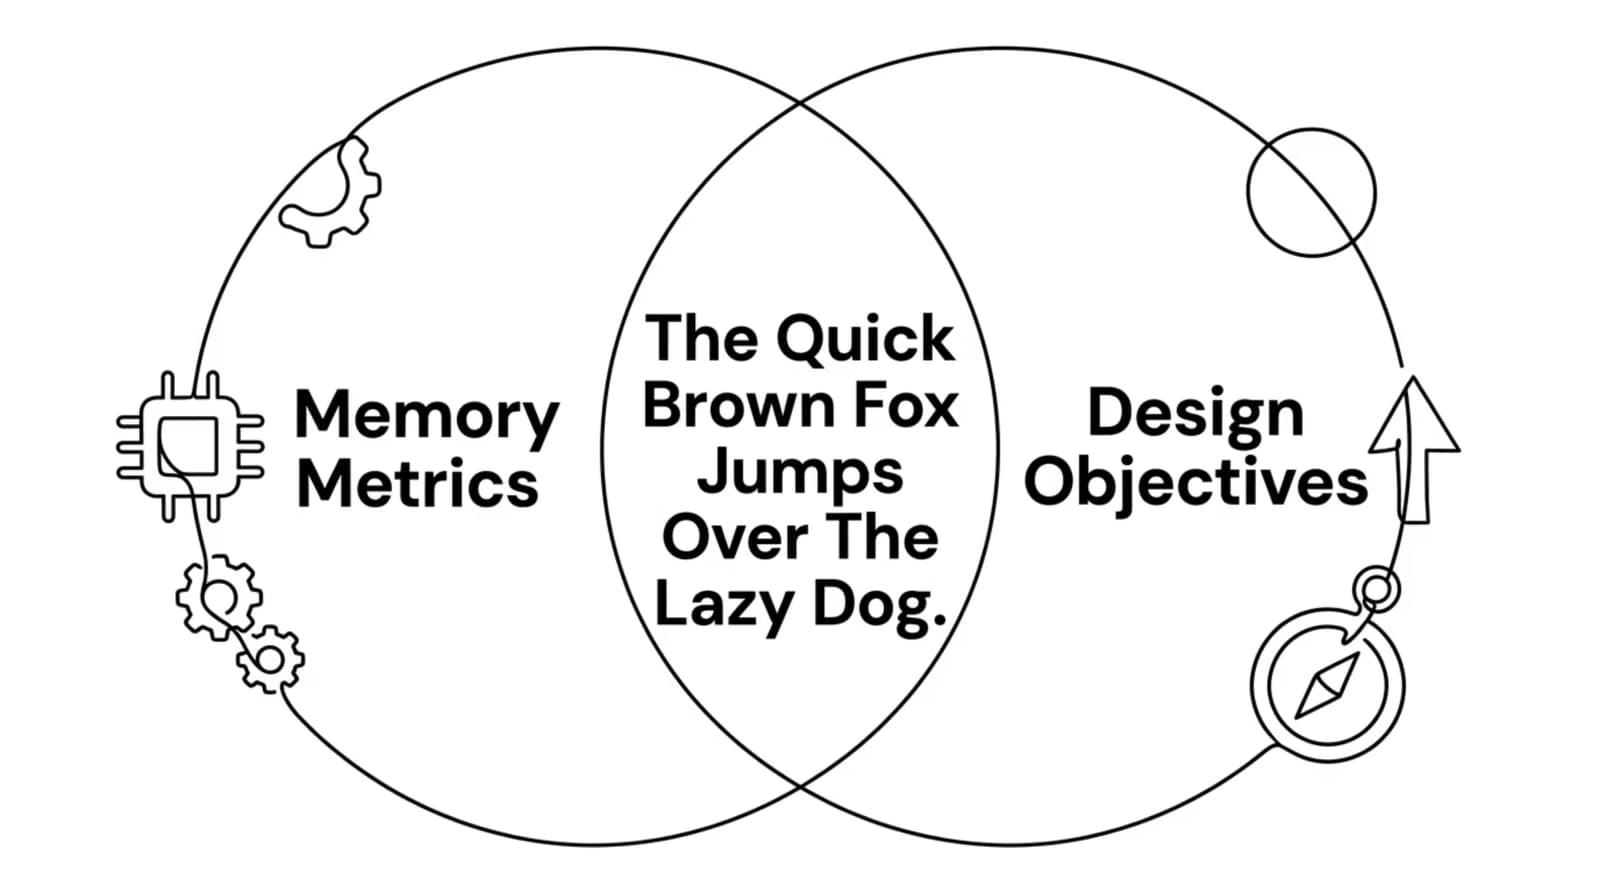 Memory
Metrics
The Quick
Brown Fox
Jumps
Over The
Lazy Dog.
Design
Objectives